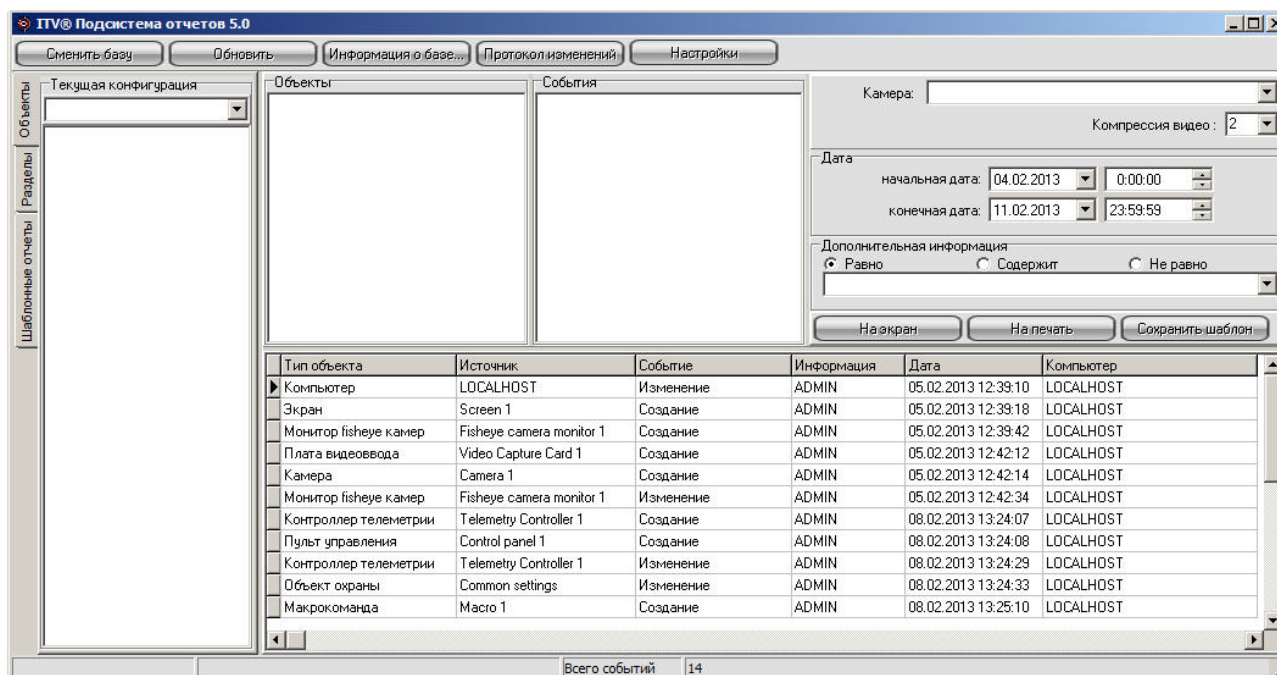 ITV® Подсистема отчетов 5.0
Сменить базу Обновить Информация о базе... Протокол изменений Настройки
Объекты
Разделы
Шаблонные отчеты
Текущая конфигурация
Объекты
События
Камера:
Компрессия видео : 2
Дата
начальная дата: 04.02.2013 0:00:00
конечная дата: 11.02.2013 23:59:59
Дополнительная информация
Равно Содержит Не равно
На экран На печать Сохранить шаблон
Тип объекта Источник Событие Информация Дата Компьютер
Компьютер LOCALHOST Изменение ADMIN 05.02.2013 12:39:10 LOCALHOST
Экран Screen 1 Создание ADMIN 05.02.2013 12:39:18 LOCALHOST
Монитор fisheye камер Fisheye camera monitor 1 Создание ADMIN 05.02.2013 12:39:42 LOCALHOST
Плата видеоввода Video Capture Card 1 Создание ADMIN 05.02.2013 12:42:12 LOCALHOST
Камера Camera 1 Создание ADMIN 05.02.2013 12:42:14 LOCALHOST
Монитор fisheye камер Fisheye camera monitor 1 Изменение ADMIN 05.02.2013 12:42:34 LOCALHOST
Контроллер телеметрии Telemetry Controller 1 Создание ADMIN 08.02.2013 13:24:07 LOCALHOST
Пульт управления Control panel 1 Создание ADMIN 08.02.2013 13:24:08 LOCALHOST
Контроллер телеметрии Telemetry Controller 1 Изменение ADMIN 08.02.2013 13:24:29 LOCALHOST
Объект охраны Common settings Изменение ADMIN 08.02.2013 13:24:33 LOCALHOST
Макрокоманда Macro 1 Создание ADMIN 08.02.2013 13:25:10 LOCALHOST
Всего событий 14